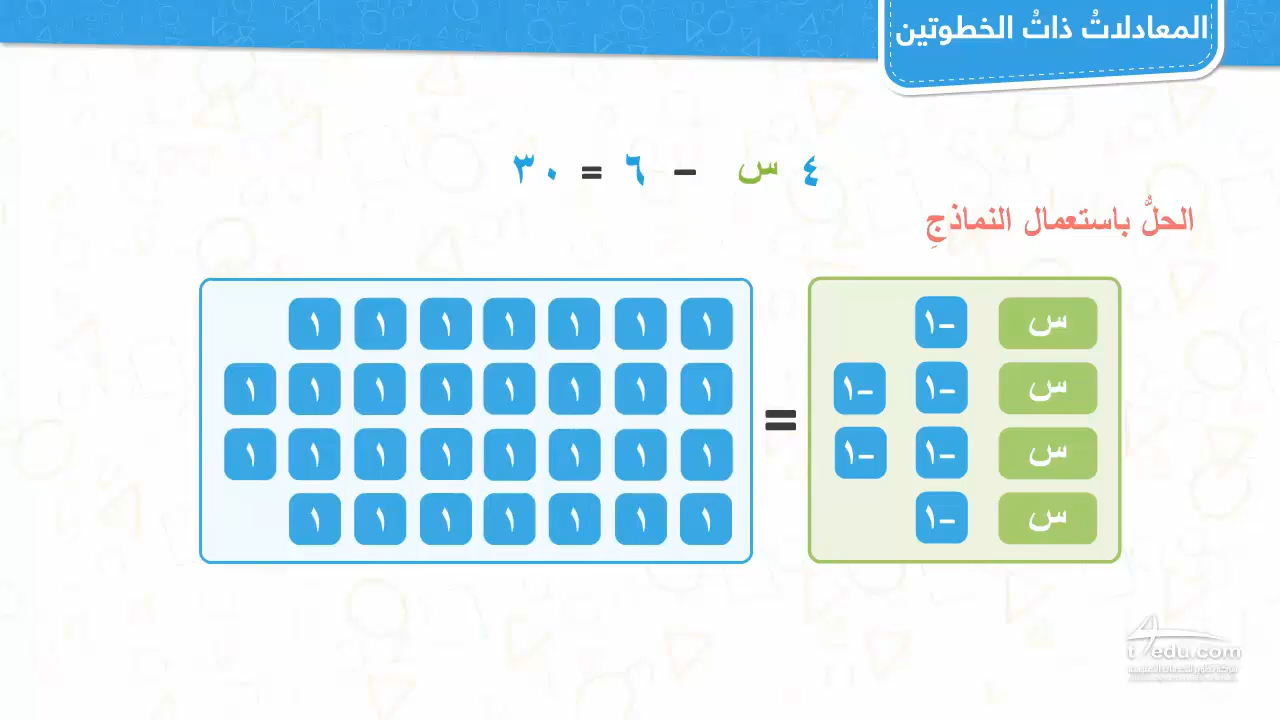 المعادلاتُ ذاتُ الخطوتين
٤ س − ٦ = ٣٠
الحلُّ باستعمال النماذجِ
س -١ = ١ ١ ١ ١ ١ ١ ١
س -١ -١ ١ ١ ١ ١ ١ ١ ١ ١
س -١ -١ ١ ١ ١ ١ ١ ١ ١ ١
س -١ ١ ١ ١ ١ ١ ١ ١
t4edu.com